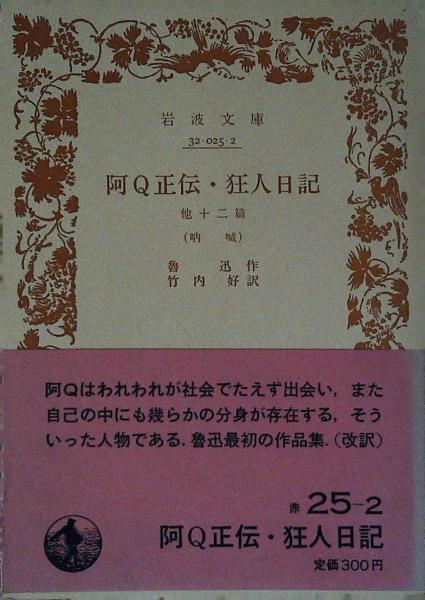 岩波文庫
32-025-2
阿Q正伝・狂人日記
他十二篇
(吶喊)
魯迅作
竹内好訳
阿Qはわれわれが社会でたえず出会い, また
自己の中にも幾らかの分身が存在する, そう
いった人物である. 魯迅最初の作品集. (改訳)
赤 25-2
阿Q正伝・狂人日記
定価300円